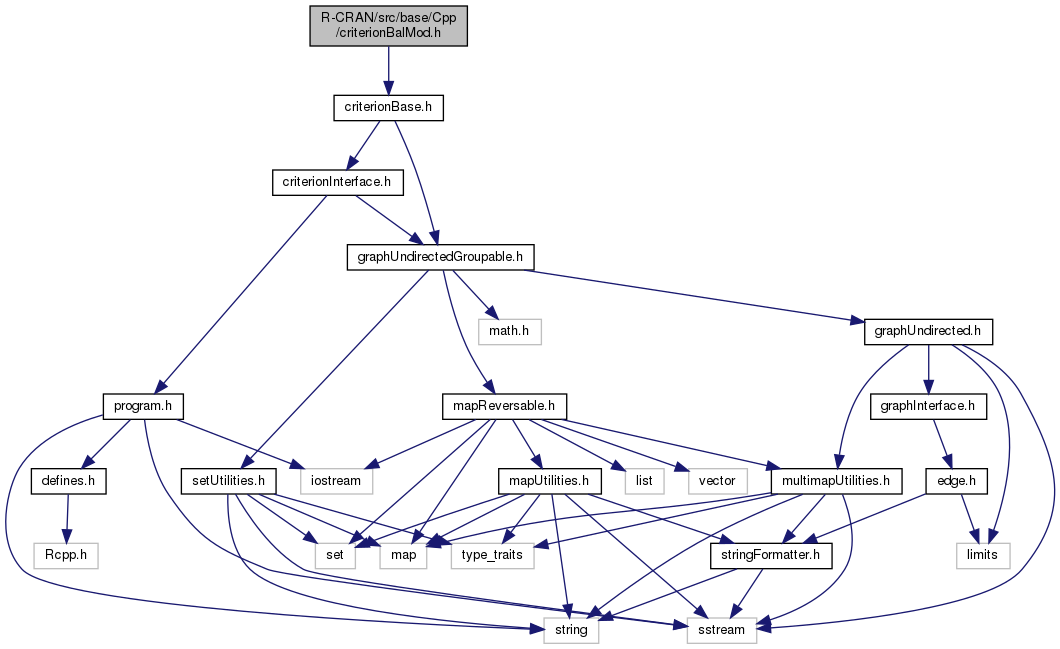 R-CRAN/src/base/Cpp
/criterionBalMod.h
criterionBase.h
criterionInterface.h
graphUndirectedGroupable.h
math.h
graphUndirected.h
program.h
mapReversable.h
graphInterface.h
defines.h
setUtilities.h
iostream
mapUtilities.h
list
vector
multimapUtilities.h
edge.h
Rcpp.h
set
map
type_traits
stringFormatter.h
limits
string
sstream